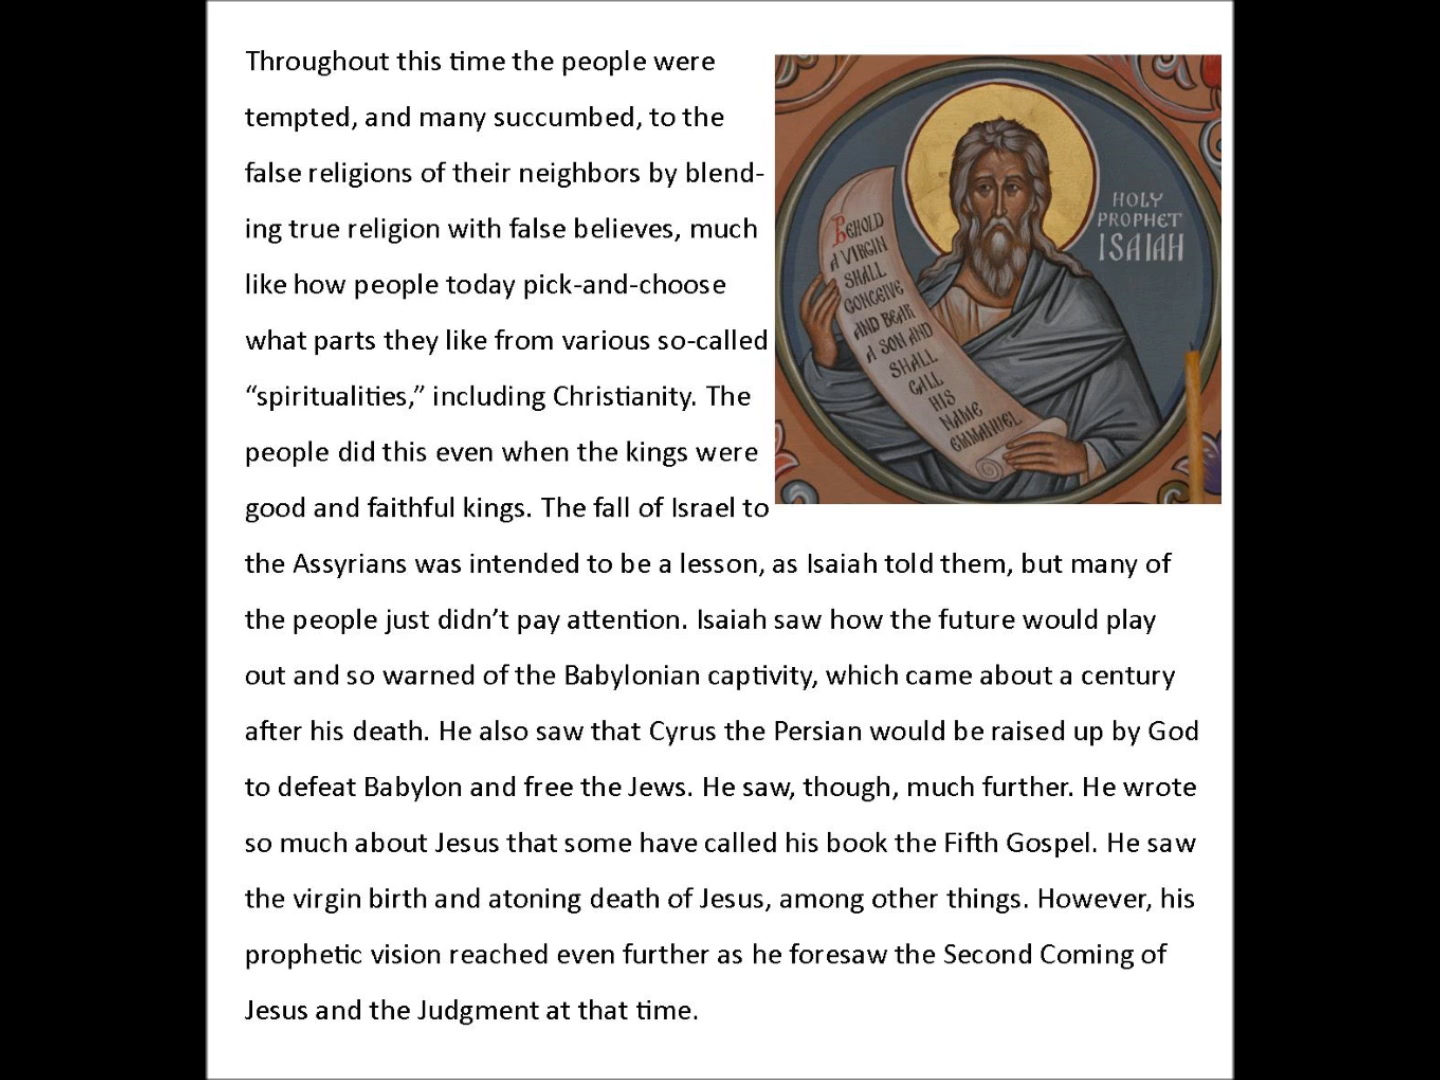 Throughout this time the people were
tempted, and many succumbed, to the
false religions of their neighbors by blend-
ing true religion with false believes, much
like how people today pick-and-choose
what parts they like from various so-called
“spiritualities,” including Christianity. The
people did this even when the kings were
good and faithful kings. The fall of Israel to
the Assyrians was intended to be a lesson, as Isaiah told them, but many of
the people just didn’t pay attention. Isaiah saw how the future would play
out and so warned of the Babylonian captivity, which came about a century
after his death. He also saw that Cyrus the Persian would be raised up by God
to defeat Babylon and free the Jews. He saw, though, much further. He wrote
so much about Jesus that some have called his book the Fifth Gospel. He saw
the virgin birth and atoning death of Jesus, among other things. However, his
prophetic vision reached even further as he foresaw the Second Coming of
Jesus and the Judgment at that time.
BEHOLD
A VIRGIN
SHALL
CONCEIVE
AND BEAR
A SON AND
SHALL
CALL
HIS
NAME
EMMANUEL
HOLY
PROPHET
ISAIAH